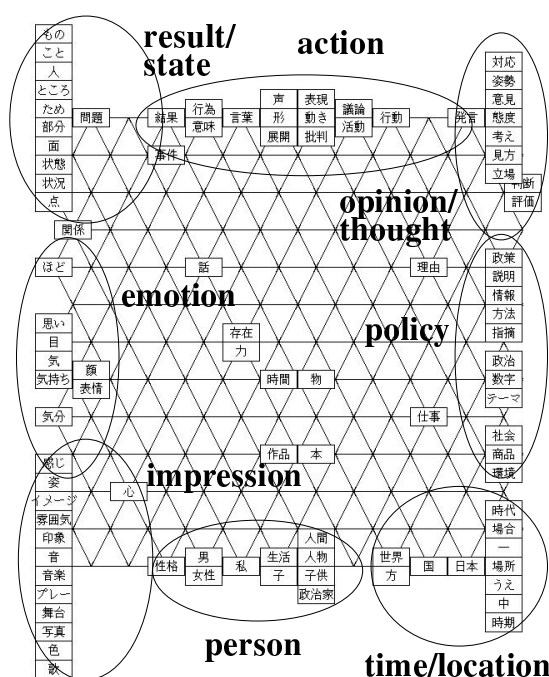 result/
state
action
opinion/
thought
emotion
policy
impression
person
time/location
もの
こと
人
ところ
ため
部分
面
状態
状況
点
問題
関係
結果
事件
行為
意味
言葉
声
形
展開
表現
動き
批判
議論
活動
行動
発言
対応
姿勢
意見
態度
考え
見方
立場
判断
評価
ほど
話
理由
政策
説明
情報
方法
指摘
思い
目
気
気持ち
顔
表情
存在
力
時間
物
政治
数字
テーマ
気分
仕事
作品
本
社会
商品
環境
感じ
姿
イメージ
雰囲気
印象
音
音楽
プレー
舞台
写真
色
歌
心
性格
男
女性
私
生活
子
人間
人物
子供
政治家
世界
方
国
日本
時代
場合
一
場所
うえ
中
時期